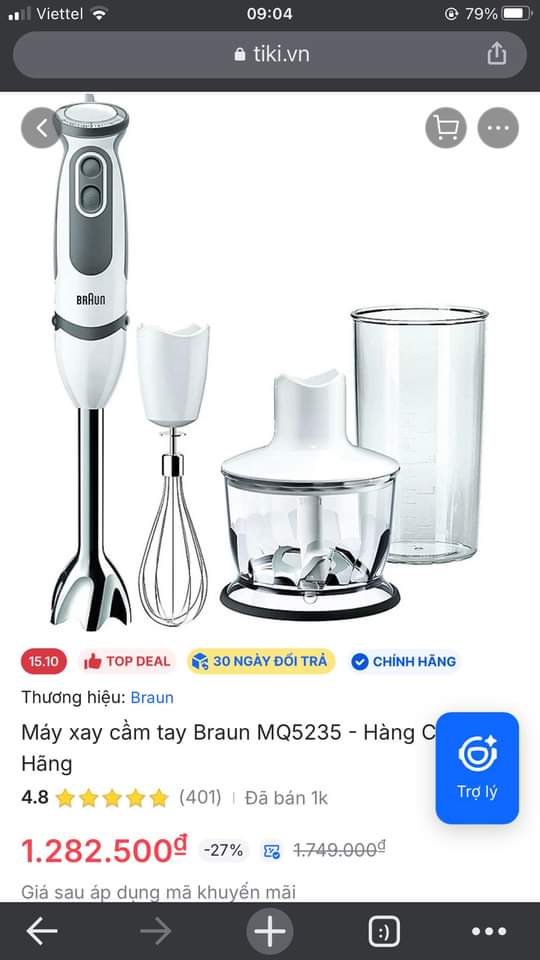 Viettel 09:04 79%
tiki.vn
BRAUN
15.10 TOP DEAL 30 NGÀY ĐỔI TRẢ CHÍNH HÃNG
Thương hiệu: Braun
Máy xay cầm tay Braun MQ5235 - Hàng C
Hãng
4.8 (401) Đã bán 1k
Trợ lý
1.282.500đ -27% 1.749.000đ
Giá sau áp dụng mã khuyến mãi
:)